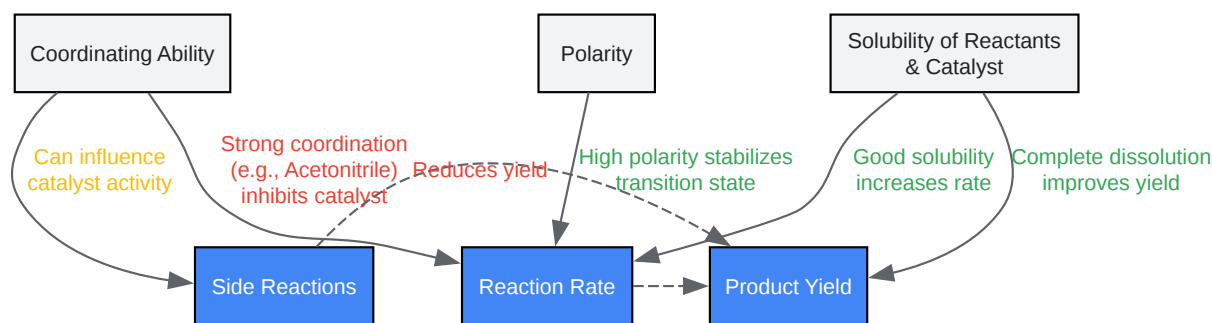 Coordinating Ability
Polarity
Solubility of Reactants
& Catalyst
Can influence
catalyst activity
Strong coordination
(e.g., Acetonitrile)
inhibits catalyst
Reduces yield
High polarity stabilizes
transition state
Good solubility
increases rate
Complete dissolution
improves yield
Side Reactions
Reaction Rate
Product Yield